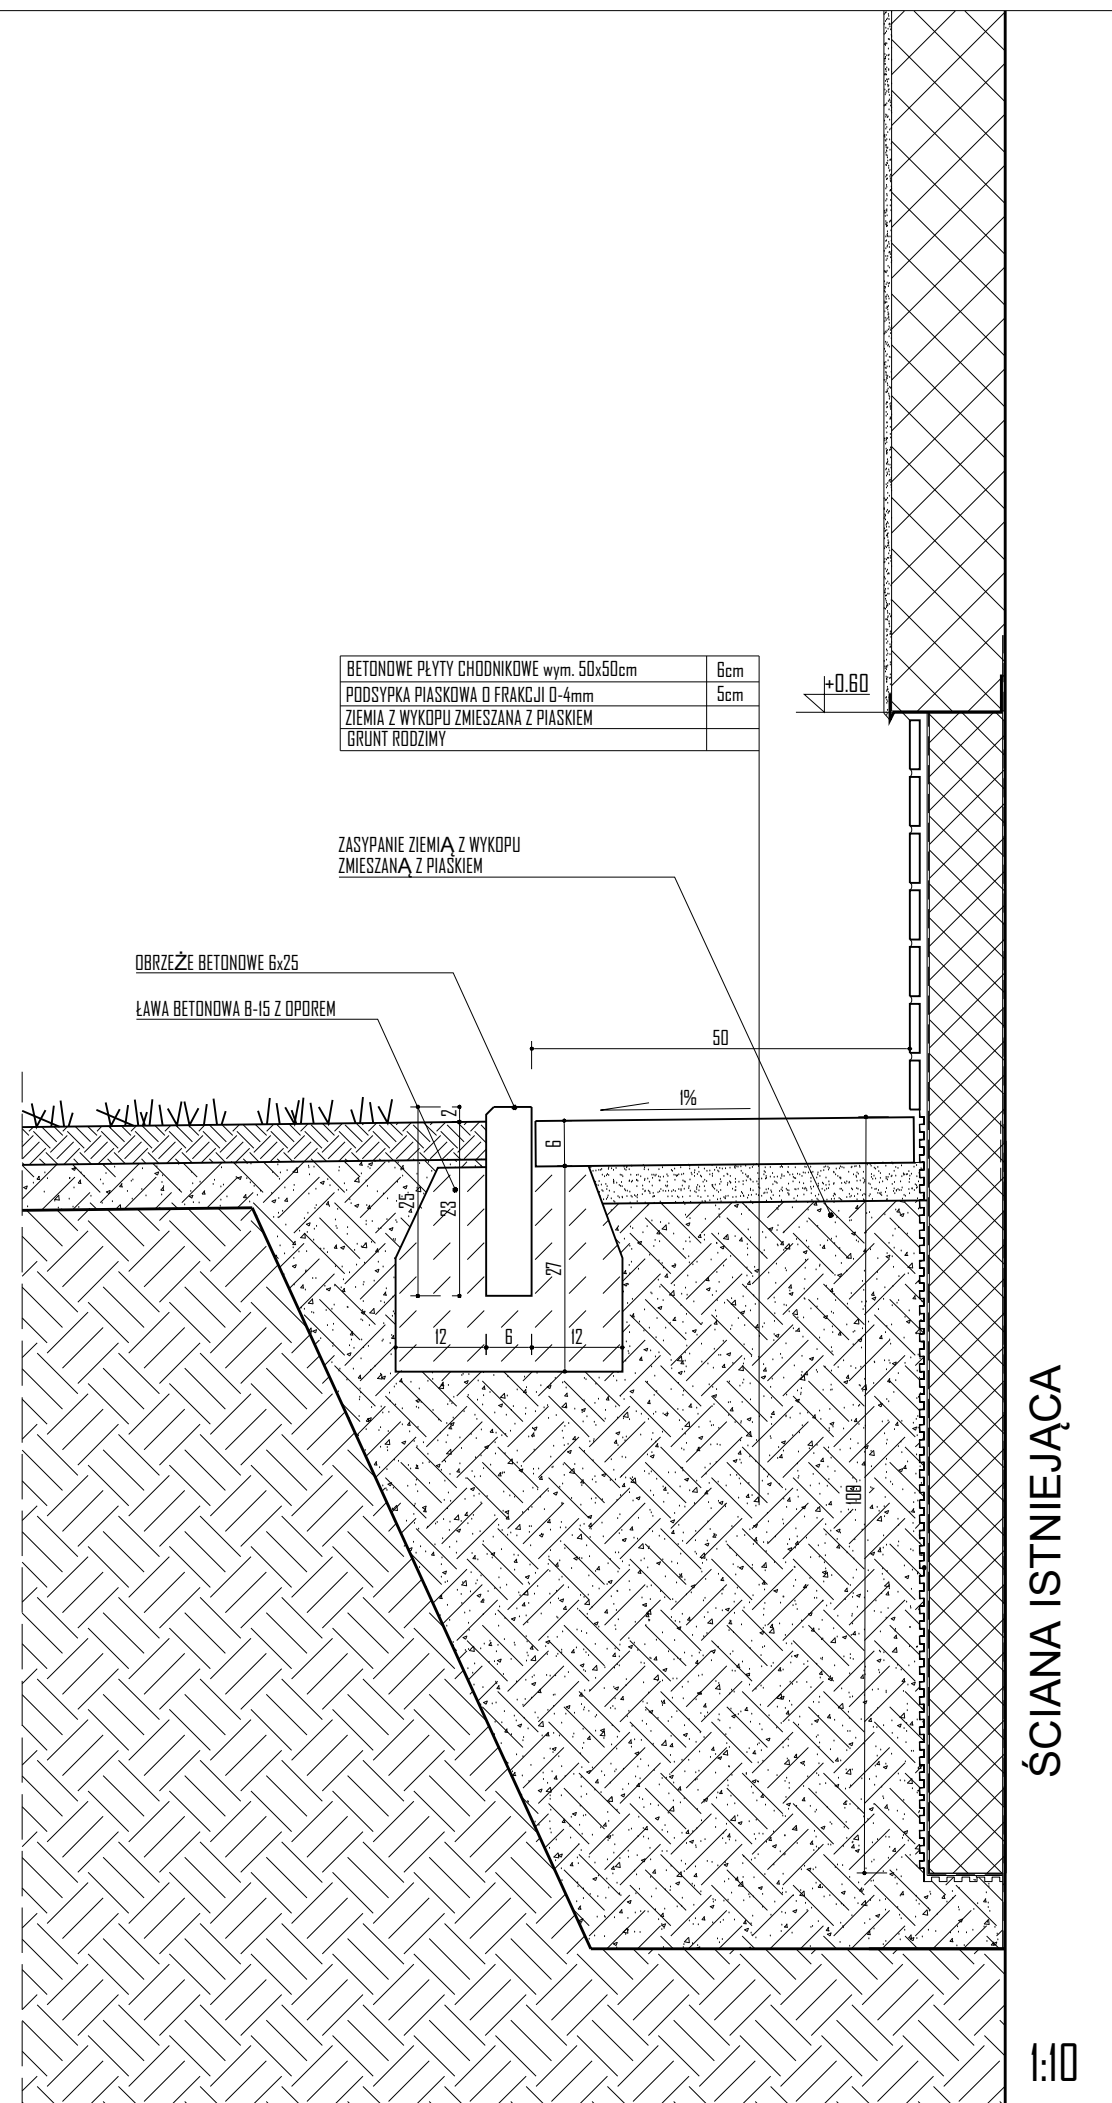 BETONOWE PŁYTY CHODNIKOWE wym. 50x50cm 6cm
PODSYPKA PIASKOWA O FRAKCJI 0-4mm 5cm
ZIEMIA Z WYKOPU ZMIESZANA Z PIASKIEM
GRUNT RODZIMY
+0.60
ZASYPANIE ZIEMIĄ Z WYKOPU
ZMIESZANĄ Z PIASKIEM
OBRZEŻE BETONOWE 6x25
ŁAWA BETONOWA B-15 Z OPOREM
50
1%
2
6
25
23
27
12 6 12
100
ŚCIANA ISTNIEJĄCA
1:10